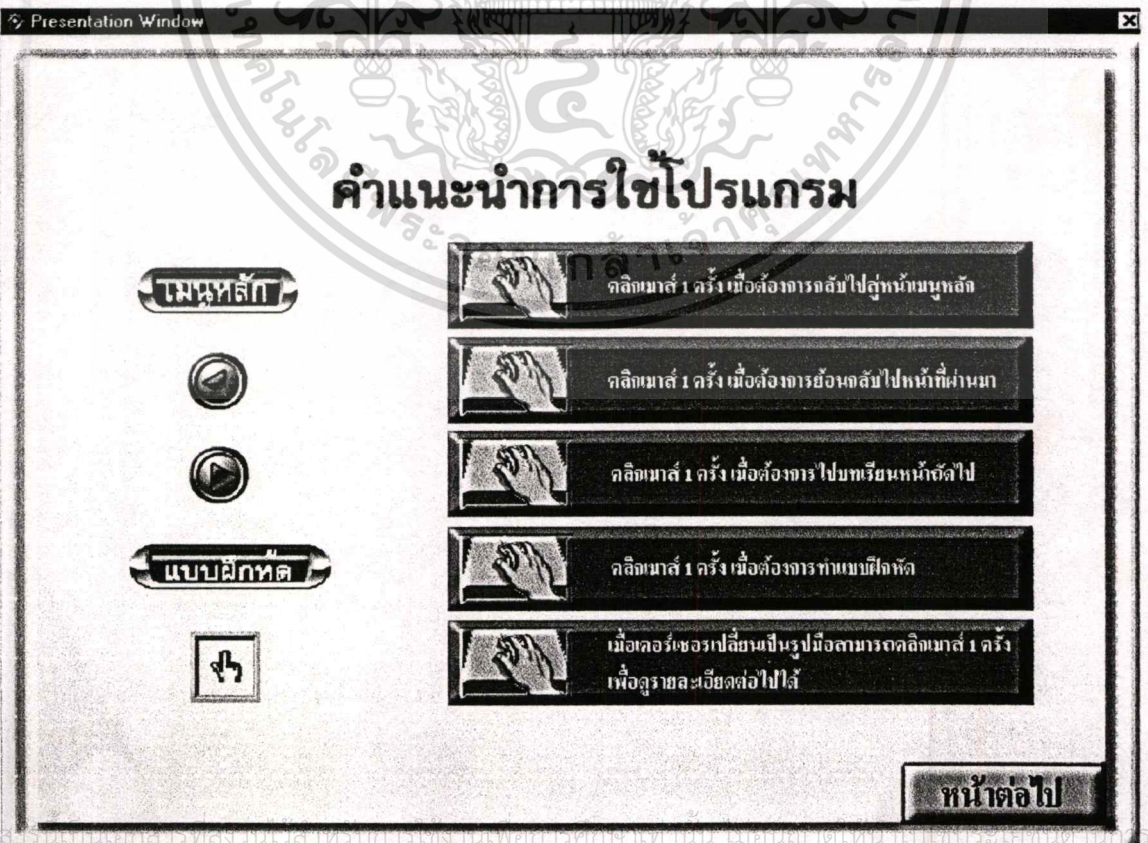 Presentation Window
คำแนะนำการใช้โปรแกรม
เมนูหลัก
คลิกเมาส์ 1 ครั้ง เมื่อต้องการกลับไปสู่หน้าเมนูหลัก
คลิกเมาส์ 1 ครั้ง เมื่อต้องการย้อนกลับไปหน้าที่ผ่านมา
คลิกเมาส์ 1 ครั้ง เมื่อต้องการไปบทเรียนหน้าถัดไป
แบบฝึกหัด
คลิกเมาส์ 1 ครั้ง เมื่อต้องการทำแบบฝึกหัด
เมื่อเคอร์เซอรเปลี่ยนเป็นรูปมือสามารถคลิกเมาส์ 1 ครั้ง
เพื่อดูรายละเอียดต่อไปได้
หน้าต่อไป